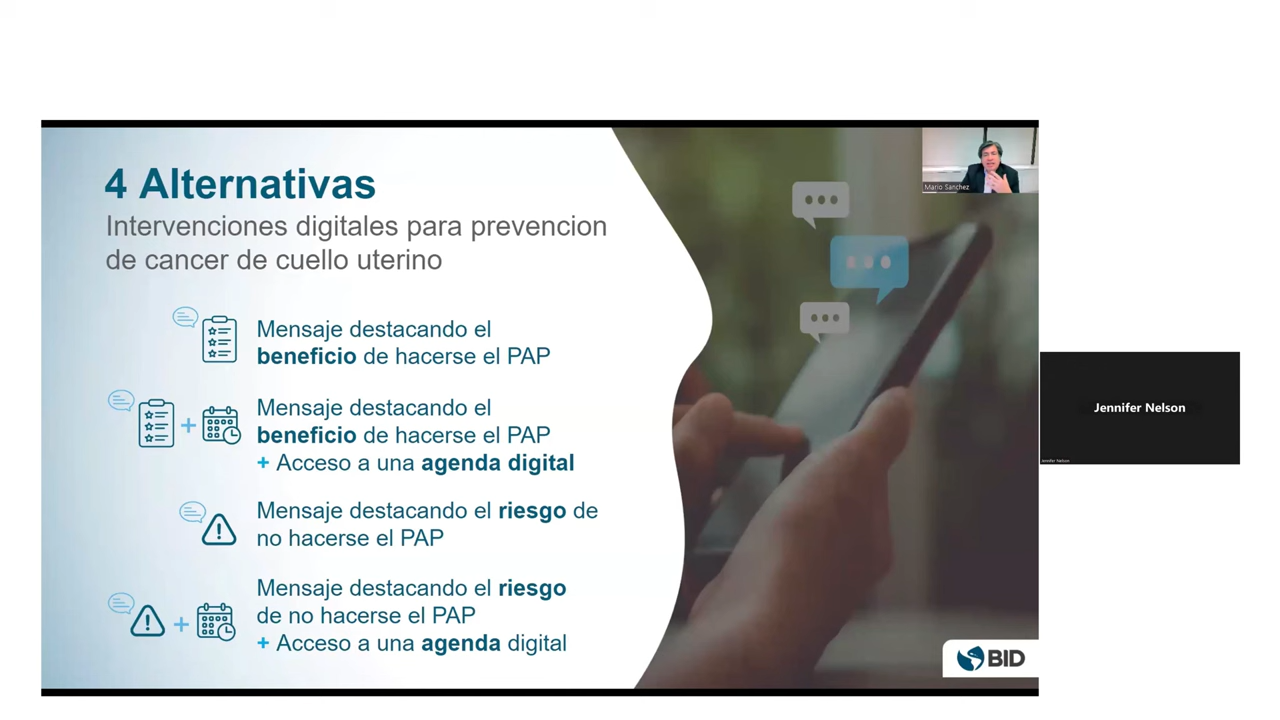 4 Alternativas
Intervenciones digitales para prevencion
de cancer de cuello uterino
Mensaje destacando el
beneficio de hacerse el PAP
Mensaje destacando el
beneficio de hacerse el PAP
+ Acceso a una agenda digital
Mensaje destacando el riesgo de
no hacerse el PAP
Mensaje destacando el riesgo
de no hacerse el PAP
+ Acceso a una agenda digital
Mario Sanchez
BID
Jennifer Nelson
Jennifer Nelson